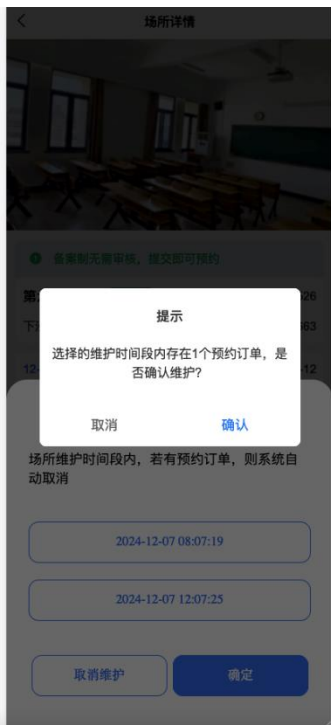 场所详情
备案制无需审核，提交即可预约
提示
选择的维护时间段内存在1个预约订单，是
否确认维护？
取消
确认
场所维护时间段内，若有预约订单，则系统自
动取消
2024-12-07 08:07:19
2024-12-07 12:07:25
取消维护
确定